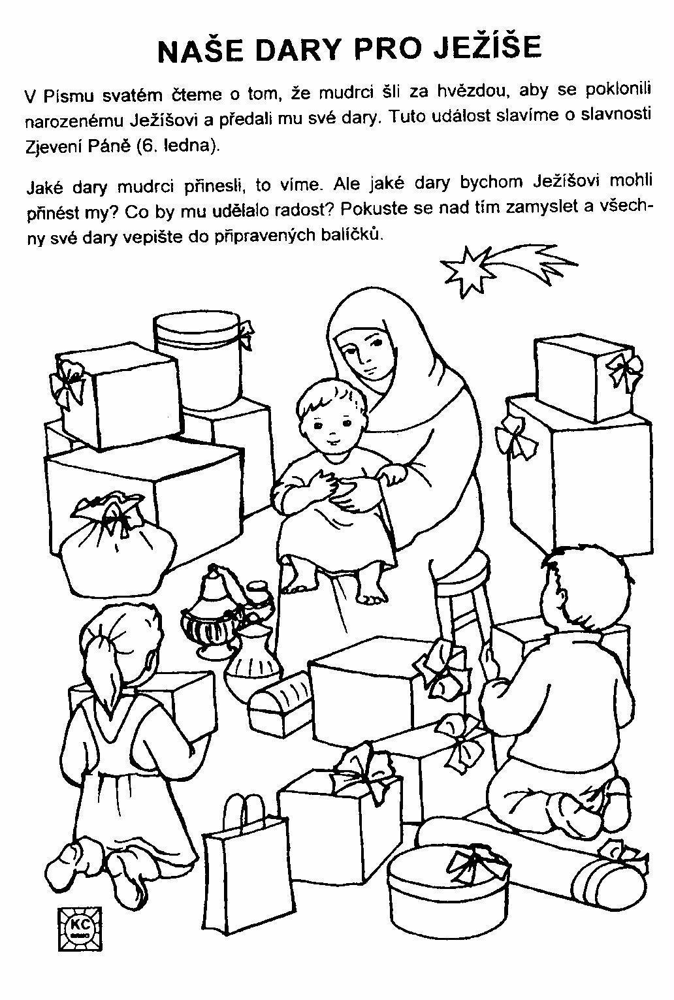 NAŠE DARY PRO JEŽÍŠE
V Písmu svatém čteme o tom, že mudrci šli za hvězdou, aby se poklonili
narozenému Ježíšovi a předali mu své dary. Tuto událost slavíme o slavnosti
Zjevení Páně (6. ledna).
Jaké dary mudrci přinesli, to víme. Ale jaké dary bychom Ježíšovi mohli
přinést my? Co by mu udělalo radost? Pokuste se nad tím zamyslet a všech-
ny své dary vepište do připravených balíčků.
KC